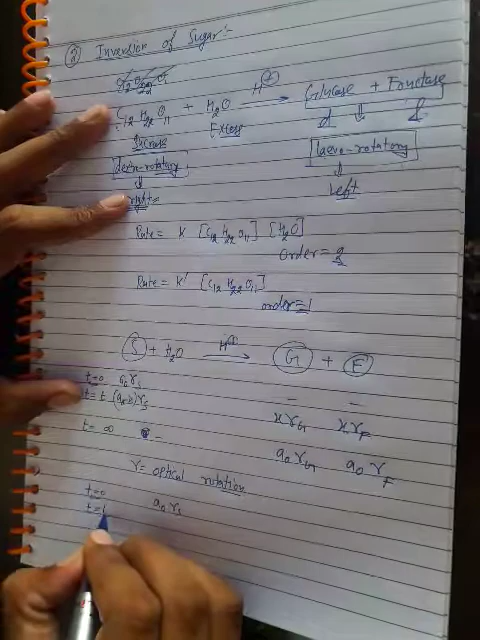 ② Inversion of Sugar:-
C12 H22 O11 + H2O H⊕ → Glucose + Fructose
Sucrose Excess d ⇓ l
dextro-rotatory laevo-rotatory
⇓ ⇓
right Left
Rate = K [C12 H22 O11] [H2O]
Order = 2
Rate = K' [C12 H22 O11]
order = 1
S + H2O H⊕ → G + F
t=0 a0 rs - -
t=t (a0-x) rs x rG x rF
t=∞ - a0 rG a0 rF
r = optical rotation
t=0 a0 rs
t=t